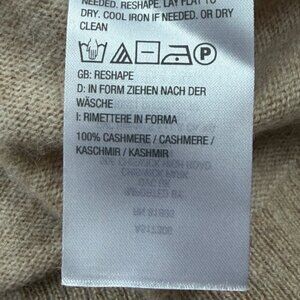 NEEDED. RESHAPE. LAY FLAT TO
DRY. COOL IRON IF NEEDED. OR DRY
CLEAN
P
GB: RESHAPE
D: IN FORM ZIEHEN NACH DER
WÄSCHE
I: RIMETTERE IN FORMA
100% CASHMERE / CASHMERE /
KASCHMIR / KASHMIR